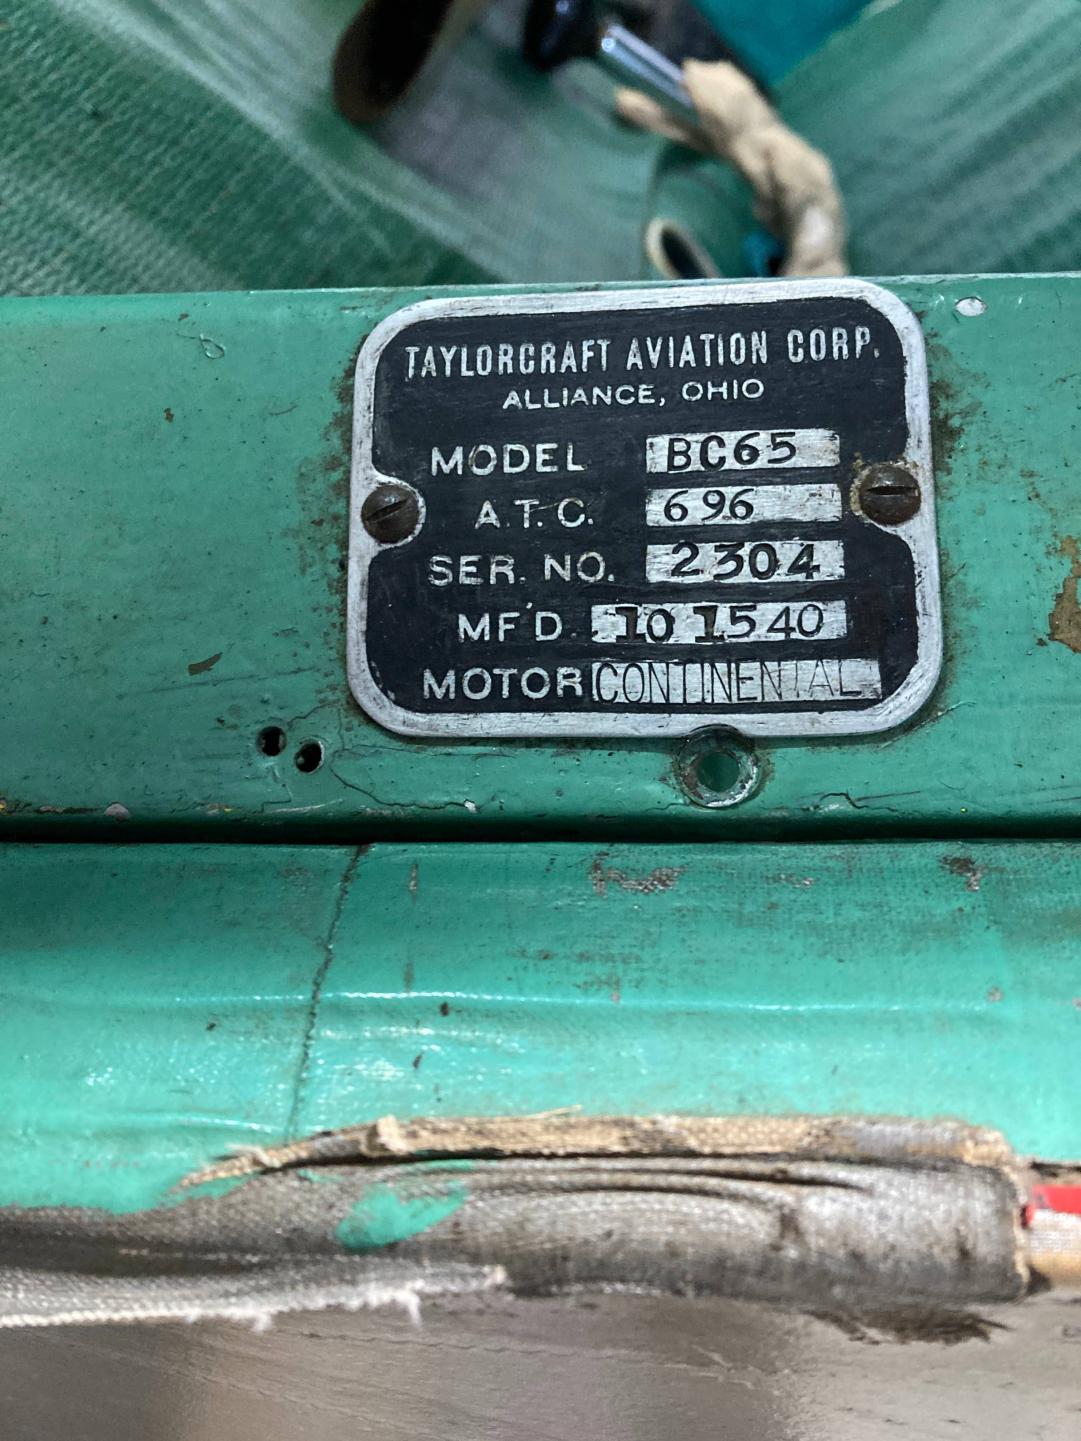 TAYLORCRAFT AVIATION CORP.
ALLIANCE, OHIO
MODEL BC65
A.T.C. 696
SER. NO. 2304
MF'D. 10 15 40
MOTOR CONTINENTAL